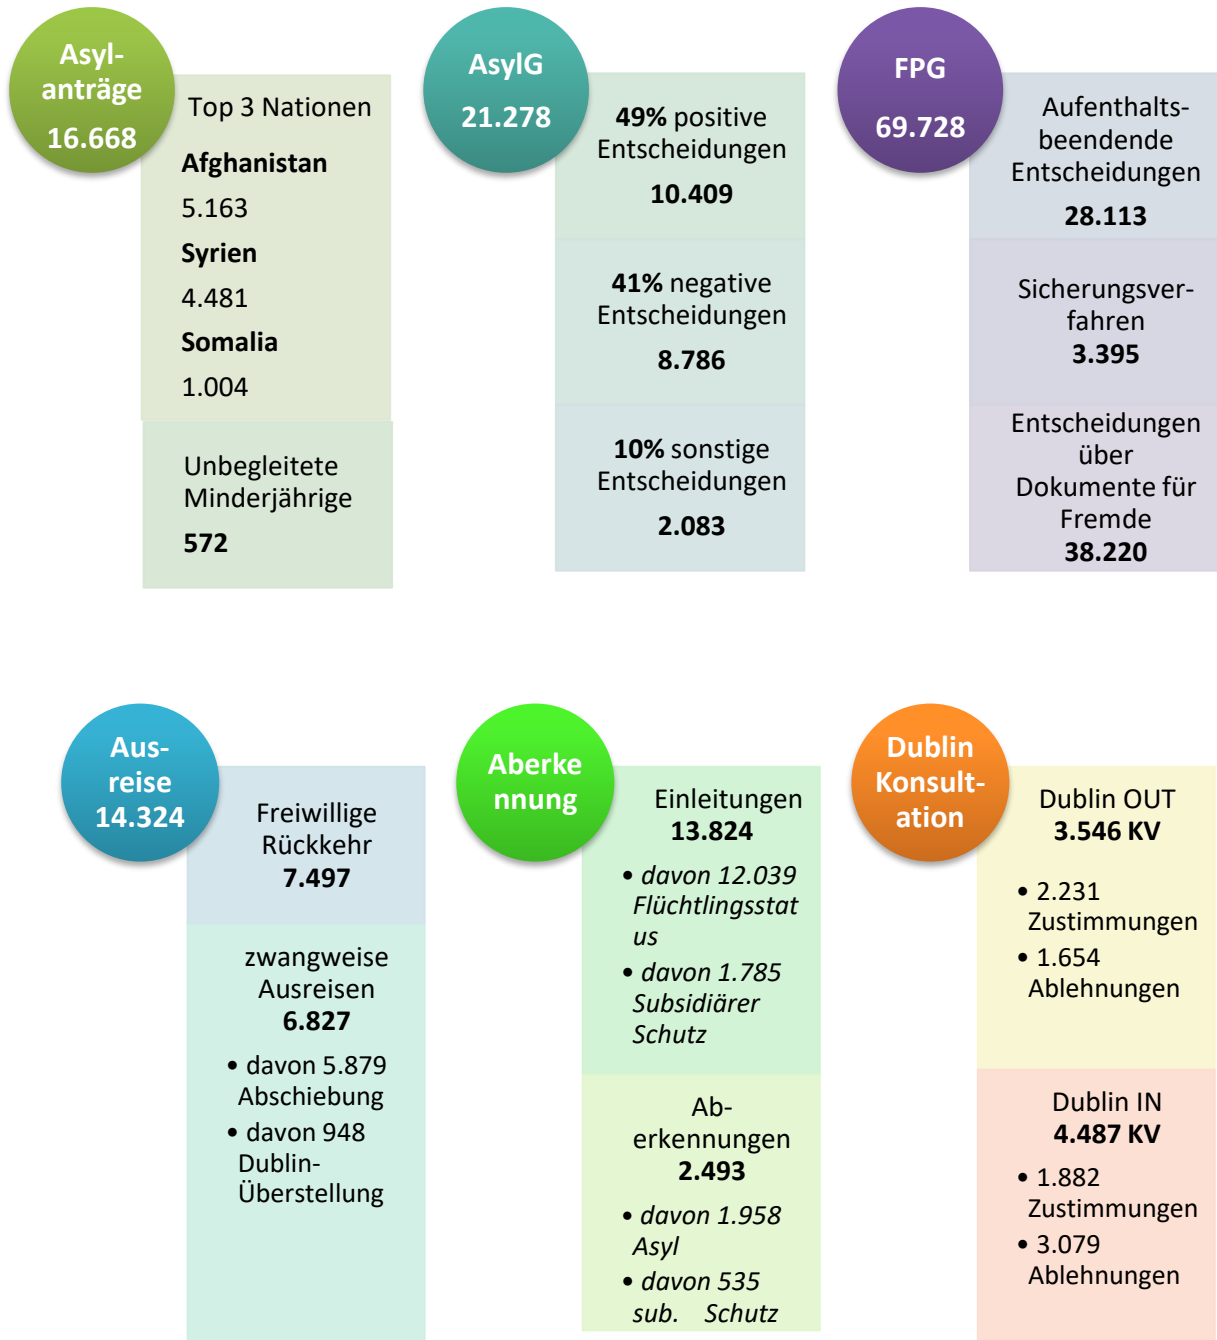 Asyl-
anträge
16.668
Top 3 Nationen
Afghanistan
5.163
Syrien
4.481
Somalia
1.004
Unbegleitete
Minderjährige
572
AsylG
21.278
49% positive
Entscheidungen
10.409
41% negative
Entscheidungen
8.786
10% sonstige
Entscheidungen
2.083
FPG
69.728
Aufenthalts-
beendende
Entscheidungen
28.113
Sicherungsver-
fahren
3.395
Entscheidungen
über
Dokumente für
Fremde
38.220
Aus-
reise
14.324
Freiwillige
Rückkehr
7.497
zwangweise
Ausreisen
6.827
• davon 5.879
Abschiebung
• davon 948
Dublin-
Überstellung
Aberke
nnung
Einleitungen
13.824
• davon 12.039
Flüchtlingsstat
us
• davon 1.785
Subsidiärer
Schutz
Ab-
erkennungen
2.493
• davon 1.958
Asyl
• davon 535
sub. Schutz
Dublin
Konsult-
ation
Dublin OUT
3.546 KV
• 2.231
Zustimmungen
• 1.654
Ablehnungen
Dublin IN
4.487 KV
• 1.882
Zustimmungen
• 3.079
Ablehnungen